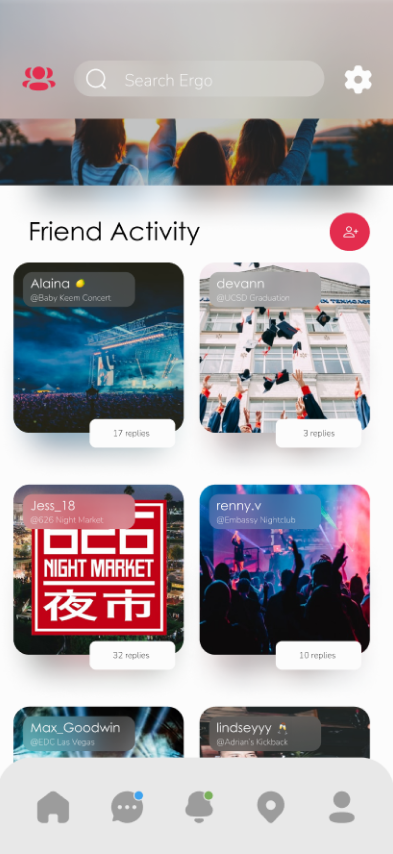 Search Ergo
Friend Activity
Alaina
@Baby Keem Concert
17 replies
devann
@UCSD Graduation
3 replies
Jess_18
@626 Night Market
626
NIGHT MARKET
夜市
32 replies
renny.v
@Embassy Nightclub
10 replies
Max_Goodwin
@EDC Las Vegas
lindseyyy
@Adrian's Kickback